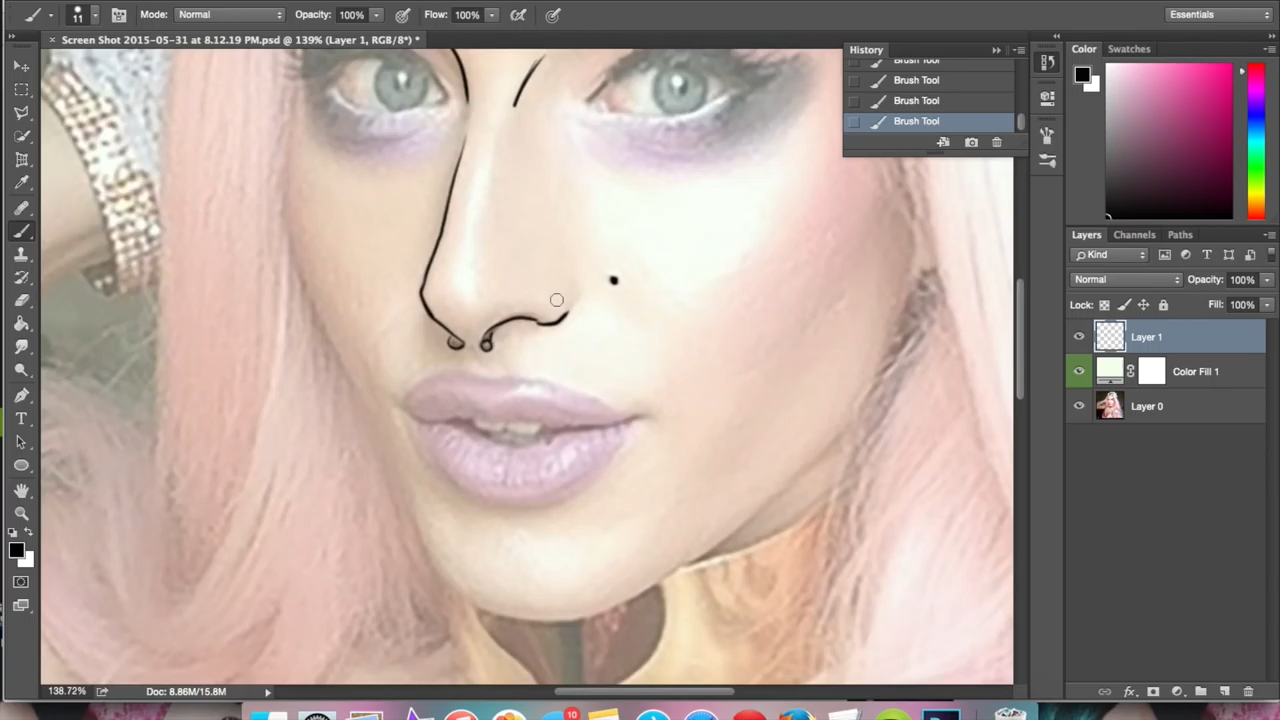 11
Mode: Normal
Opacity: 100%
Flow: 100%
Essentials
× Screen Shot 2015-05-31 at 8.12.19 PM.psd @ 139% (Layer 1, RGB/8*) *
History
Brush Tool
Brush Tool
Brush Tool
Brush Tool
Color Swatches
Layers Channels Paths
Kind
Normal Opacity: 100%
Lock: Fill: 100%
Layer 1
Color Fill 1
Layer 0
138.72% Doc: 8.86M/15.8M
fx
10